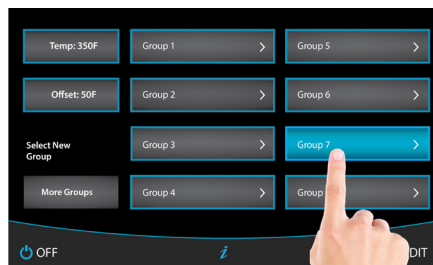 Temp: 350F
Offset: 50F
Select New
Group
More Groups
Group 1
Group 2
Group 3
Group 4
Group 5
Group 6
Group 7
Group
OFF
i
DIT